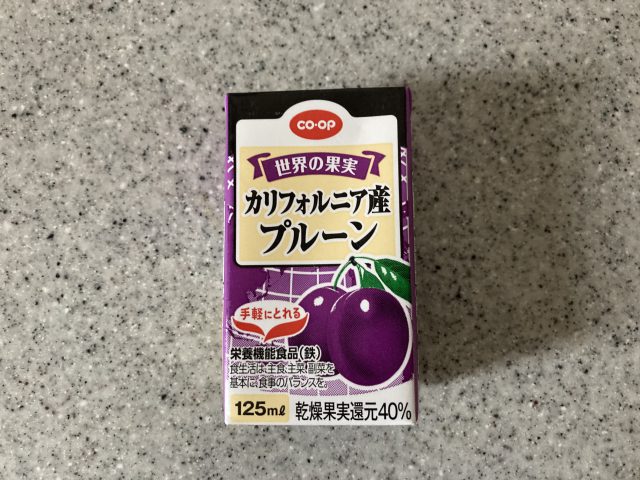 CO·OP
世界の果実
カリフォルニア産
プルーン
手軽にとれる
栄養機能食品(鉄)
食生活は、主食、主菜、副菜を
基本に、食事のバランスを。
125mℓ
乾燥果実還元40%